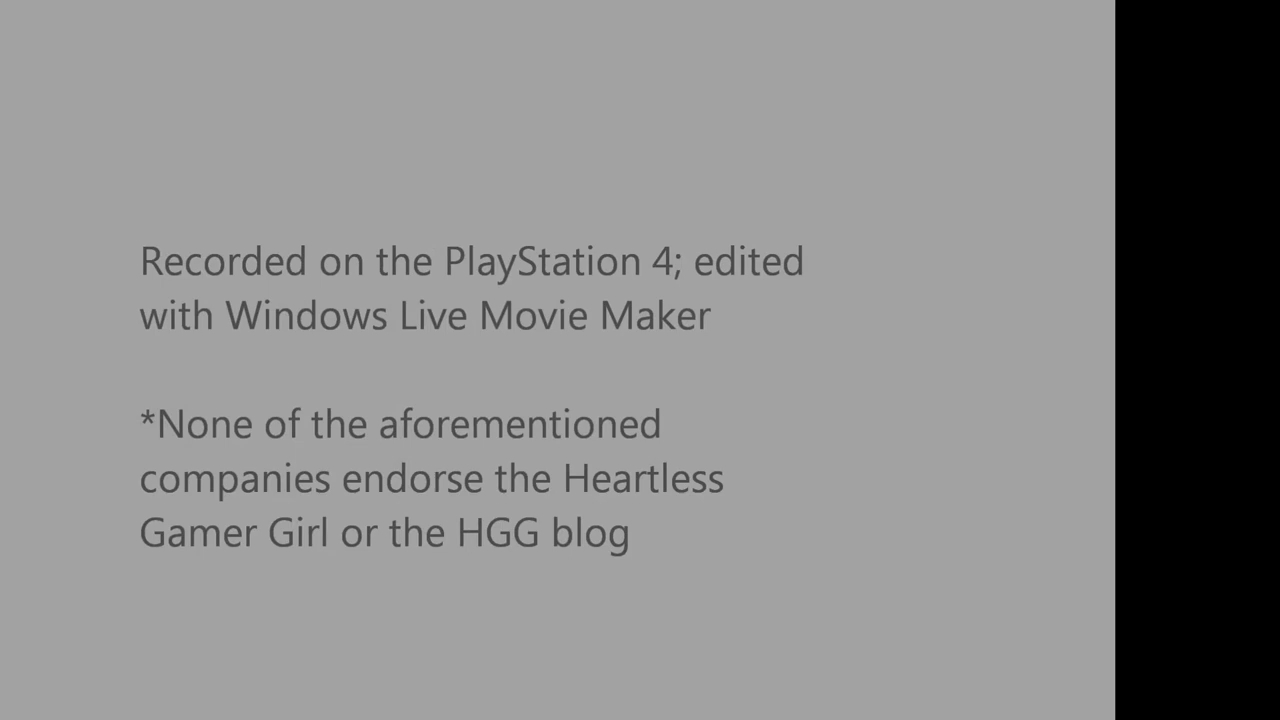 Recorded on the PlayStation 4; edited
with Windows Live Movie Maker
*None of the aforementioned
companies endorse the Heartless
Gamer Girl or the HGG blog